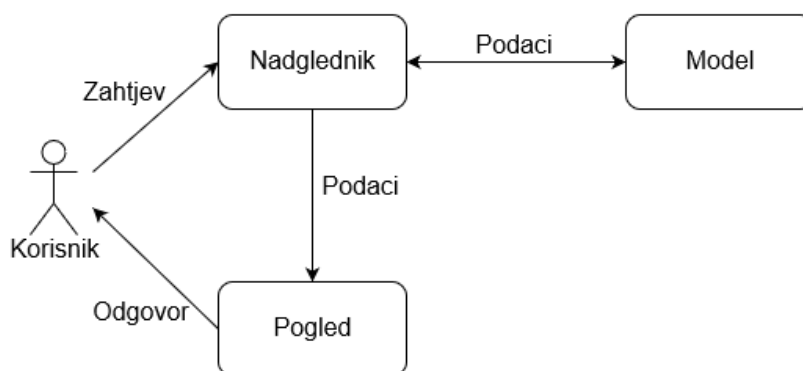 Podaci
Nadglednik
Model
Zahtjev
Podaci
Korisnik
Odgovor
Pogled